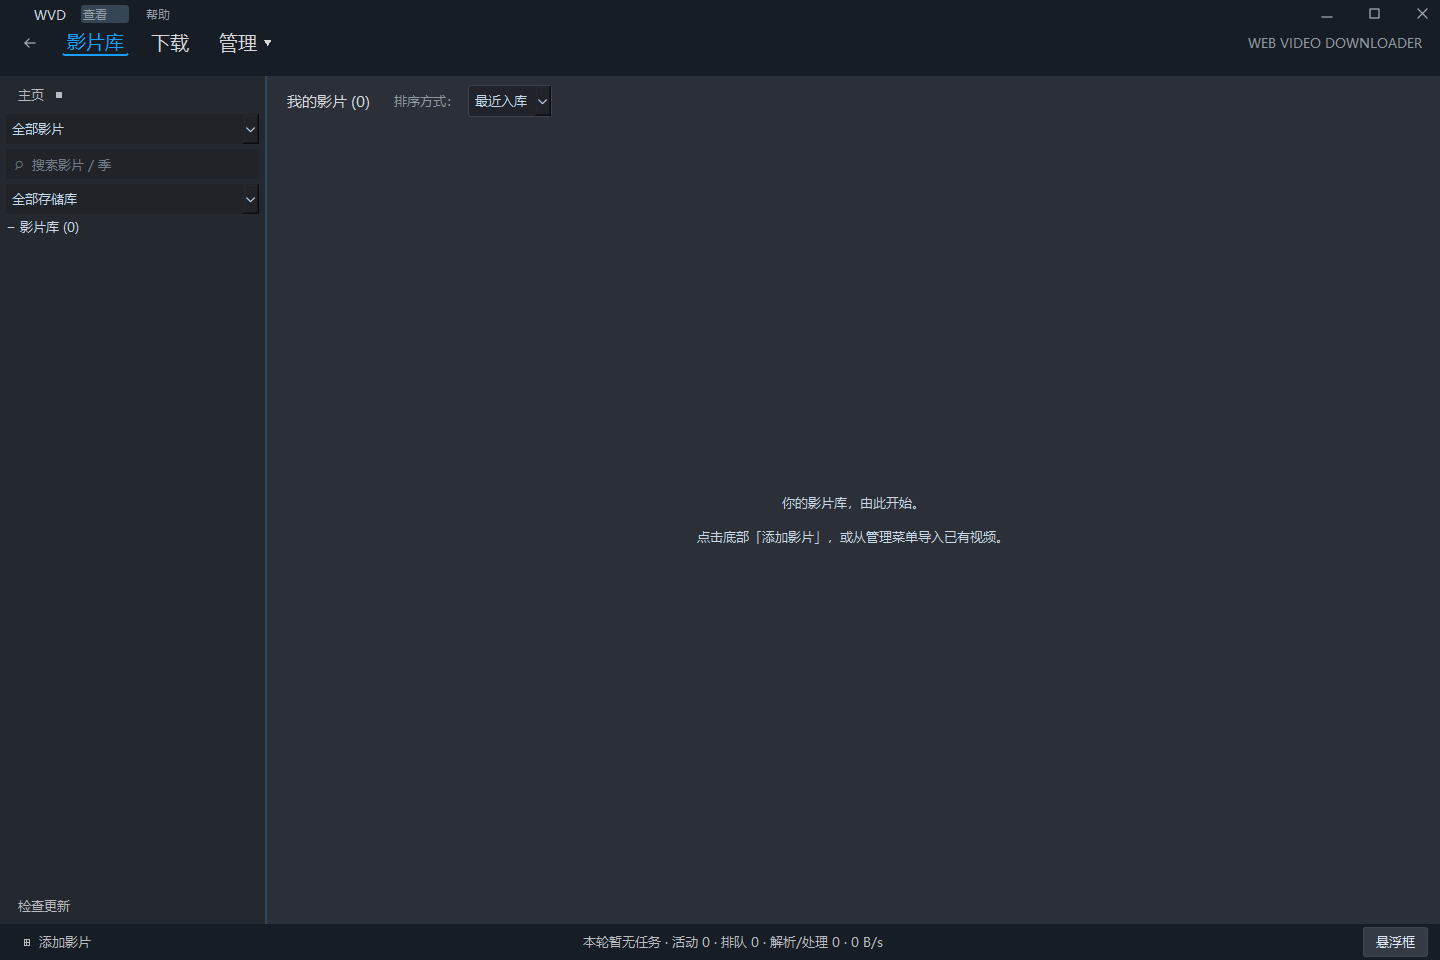 WVD 查看 帮助
影片库 下载 管理
WEB VIDEO DOWNLOADER
主页
全部影片
搜索影片 / 季
全部存储库
影片库 (0)
我的影片 (0) 排序方式： 最近入库
你的影片库，由此开始。
点击底部「添加影片」，或从管理菜单导入已有视频。
检查更新
添加影片
本轮暂无任务 · 活动 0 · 排队 0 · 解析/处理 0 · 0 B/s
悬浮框